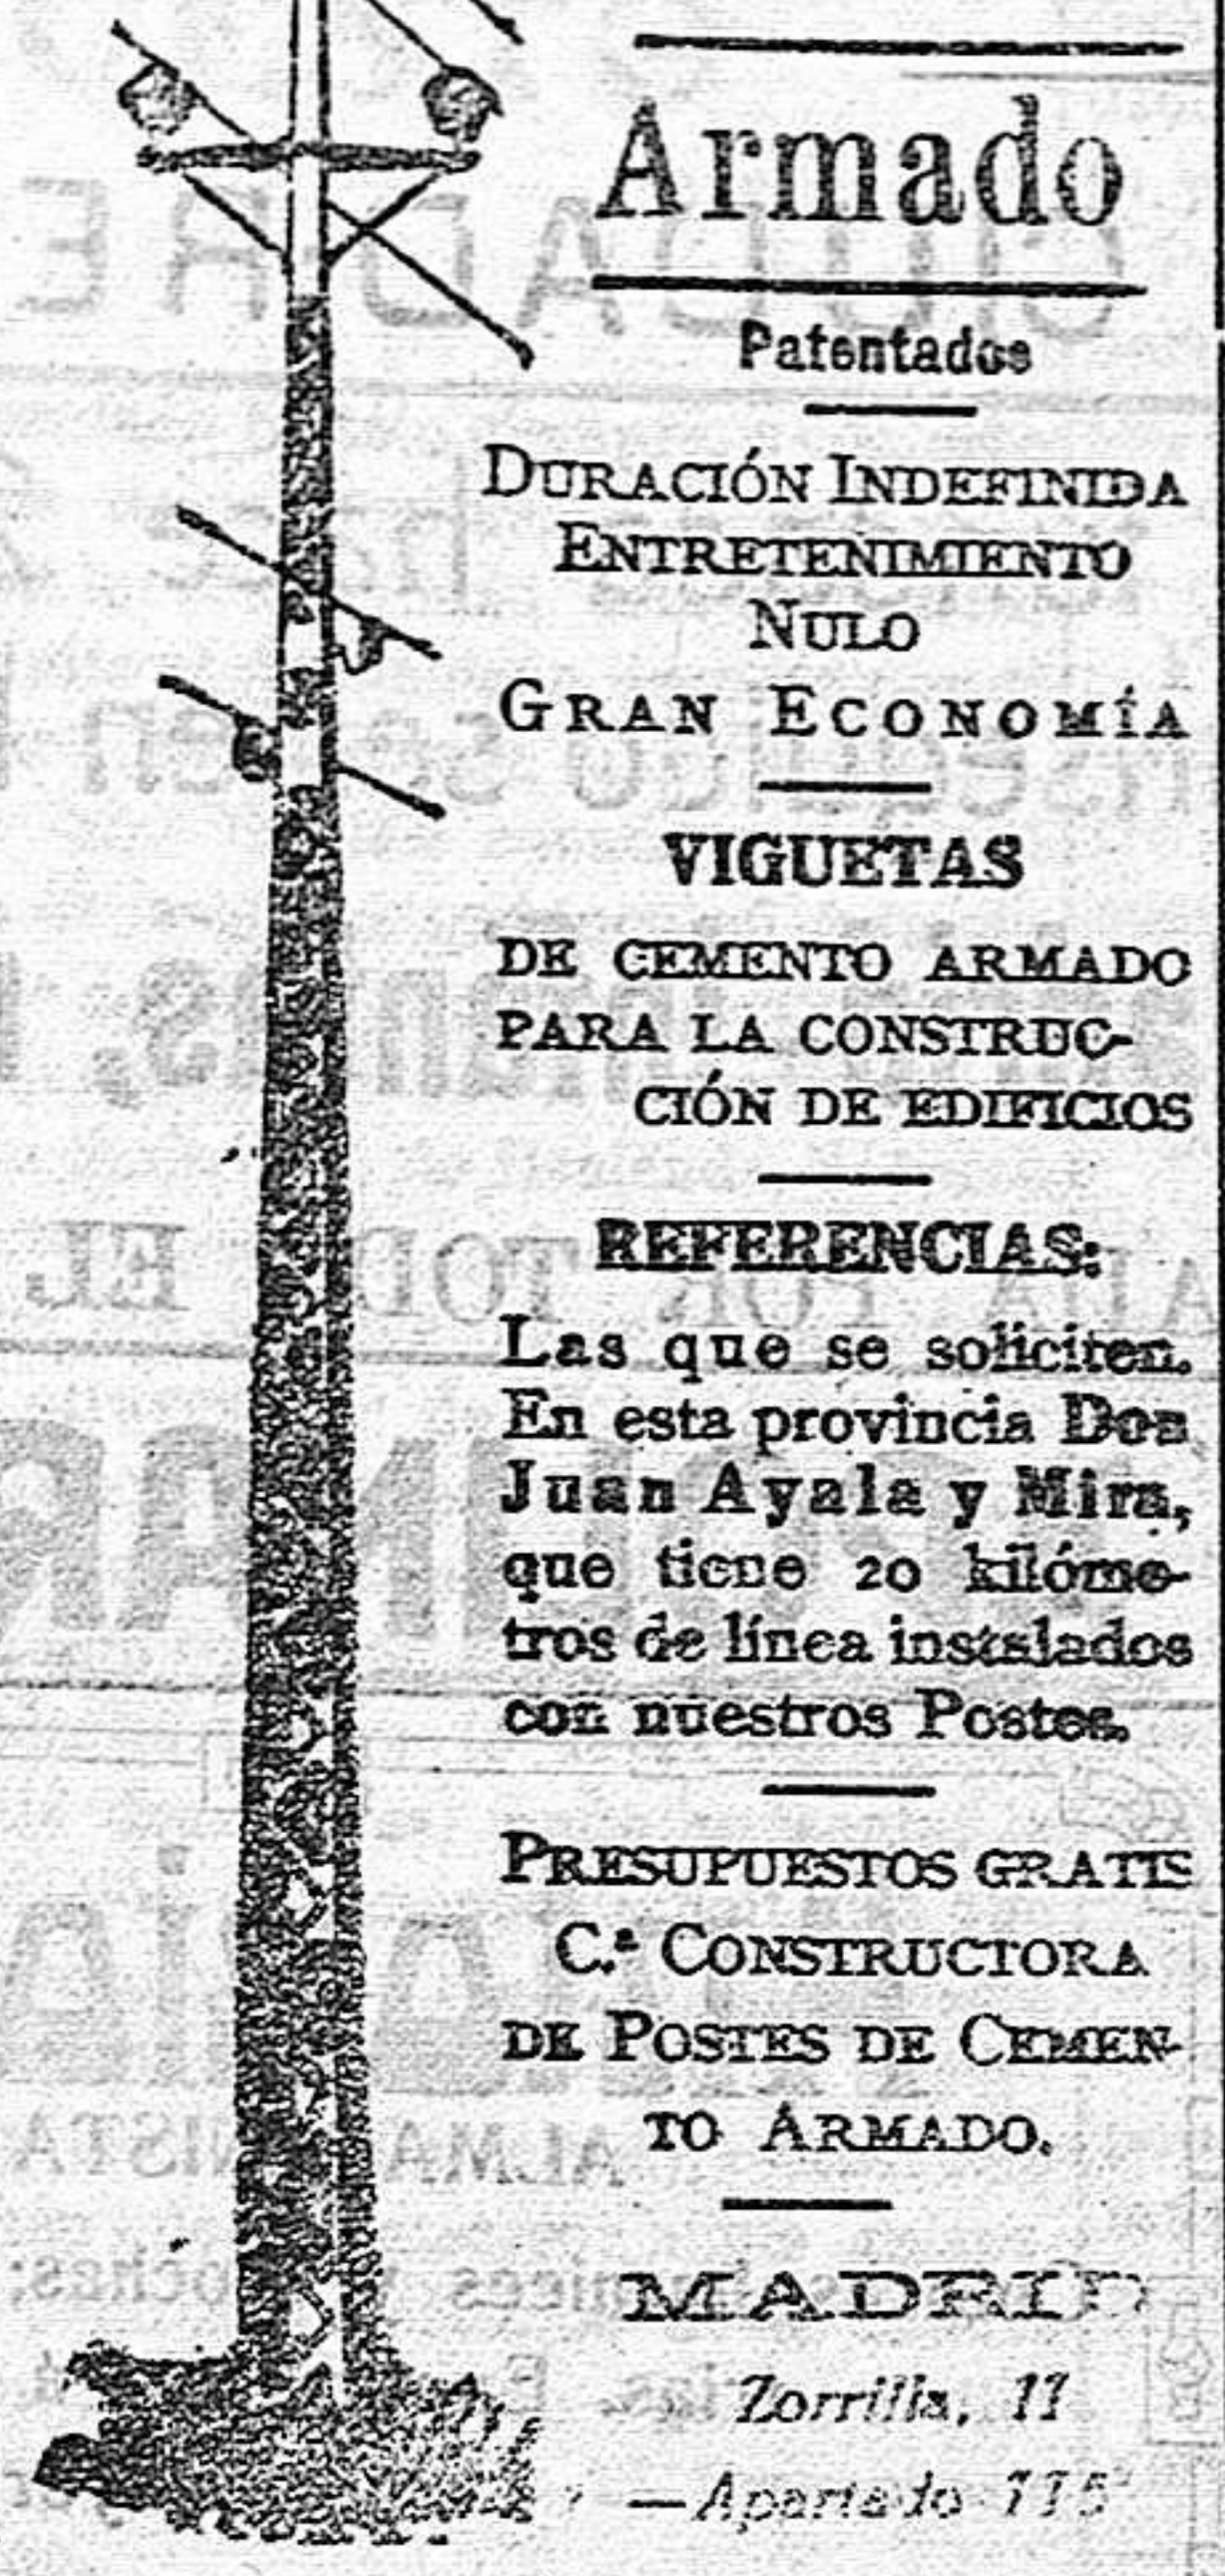 Armado
Patentados
DURACIÓN INDEFINIDA
ENTRETENIMIENTO
NULO
GRAN ECONOMÍA
VIGUETAS
DE CEMENTO ARMADO
PARA LA CONSTRUC-
CIÓN DE EDIFICIOS
REFERENCIAS:
Las que se soliciten.
En esta provincia Don
Juan Ayala y Mira,
que tiene 20 kilóme-
tros de línea instalados
con nuestros Postes.
PRESUPUESTOS GRATIS
C.ª CONSTRUCTORA
DE POSTES DE CEMEN-
TO ARMADO.
MADRID
Zorrilla, 11
—Apartado